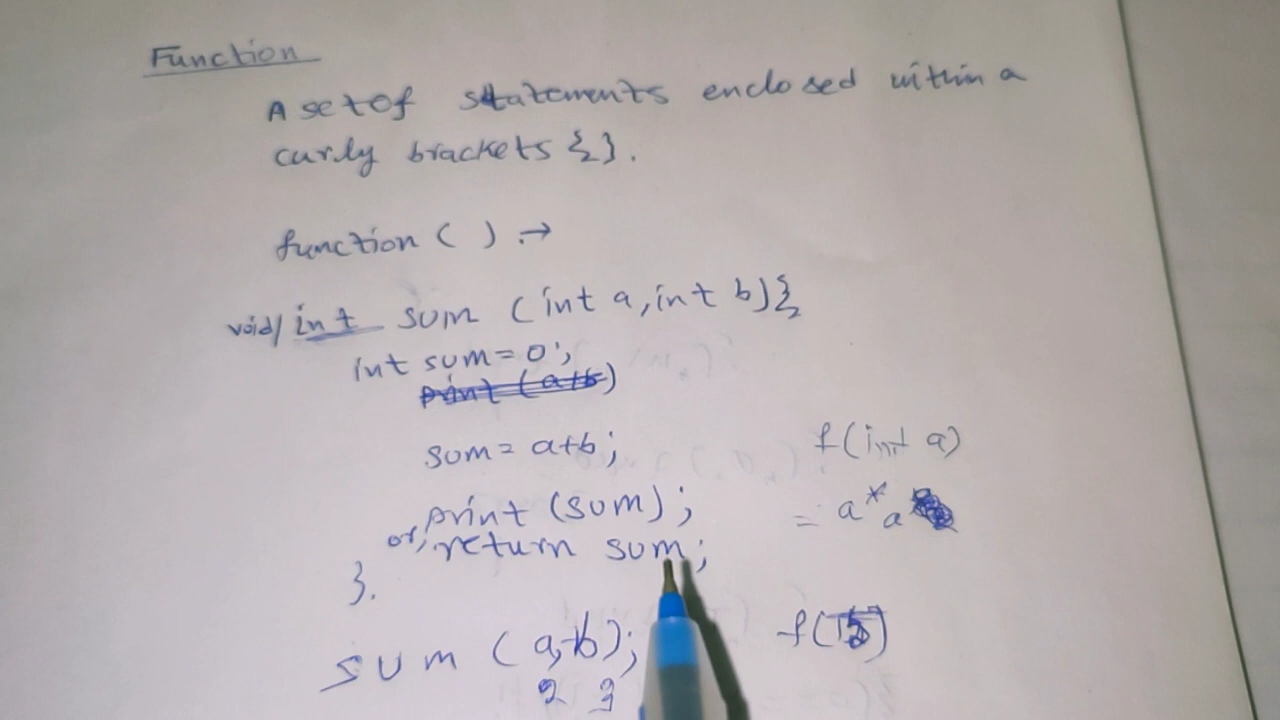 Function
A set of statements enclosed within a
curly brackets {}.
function ( ) :→
void/int sum (int a, int b) {
int sum = 0;
print (a+b)
sum = a+b;
f(int a)
print (sum);
= a*a
or, return sum;
}.
sum (a,b);
2 3